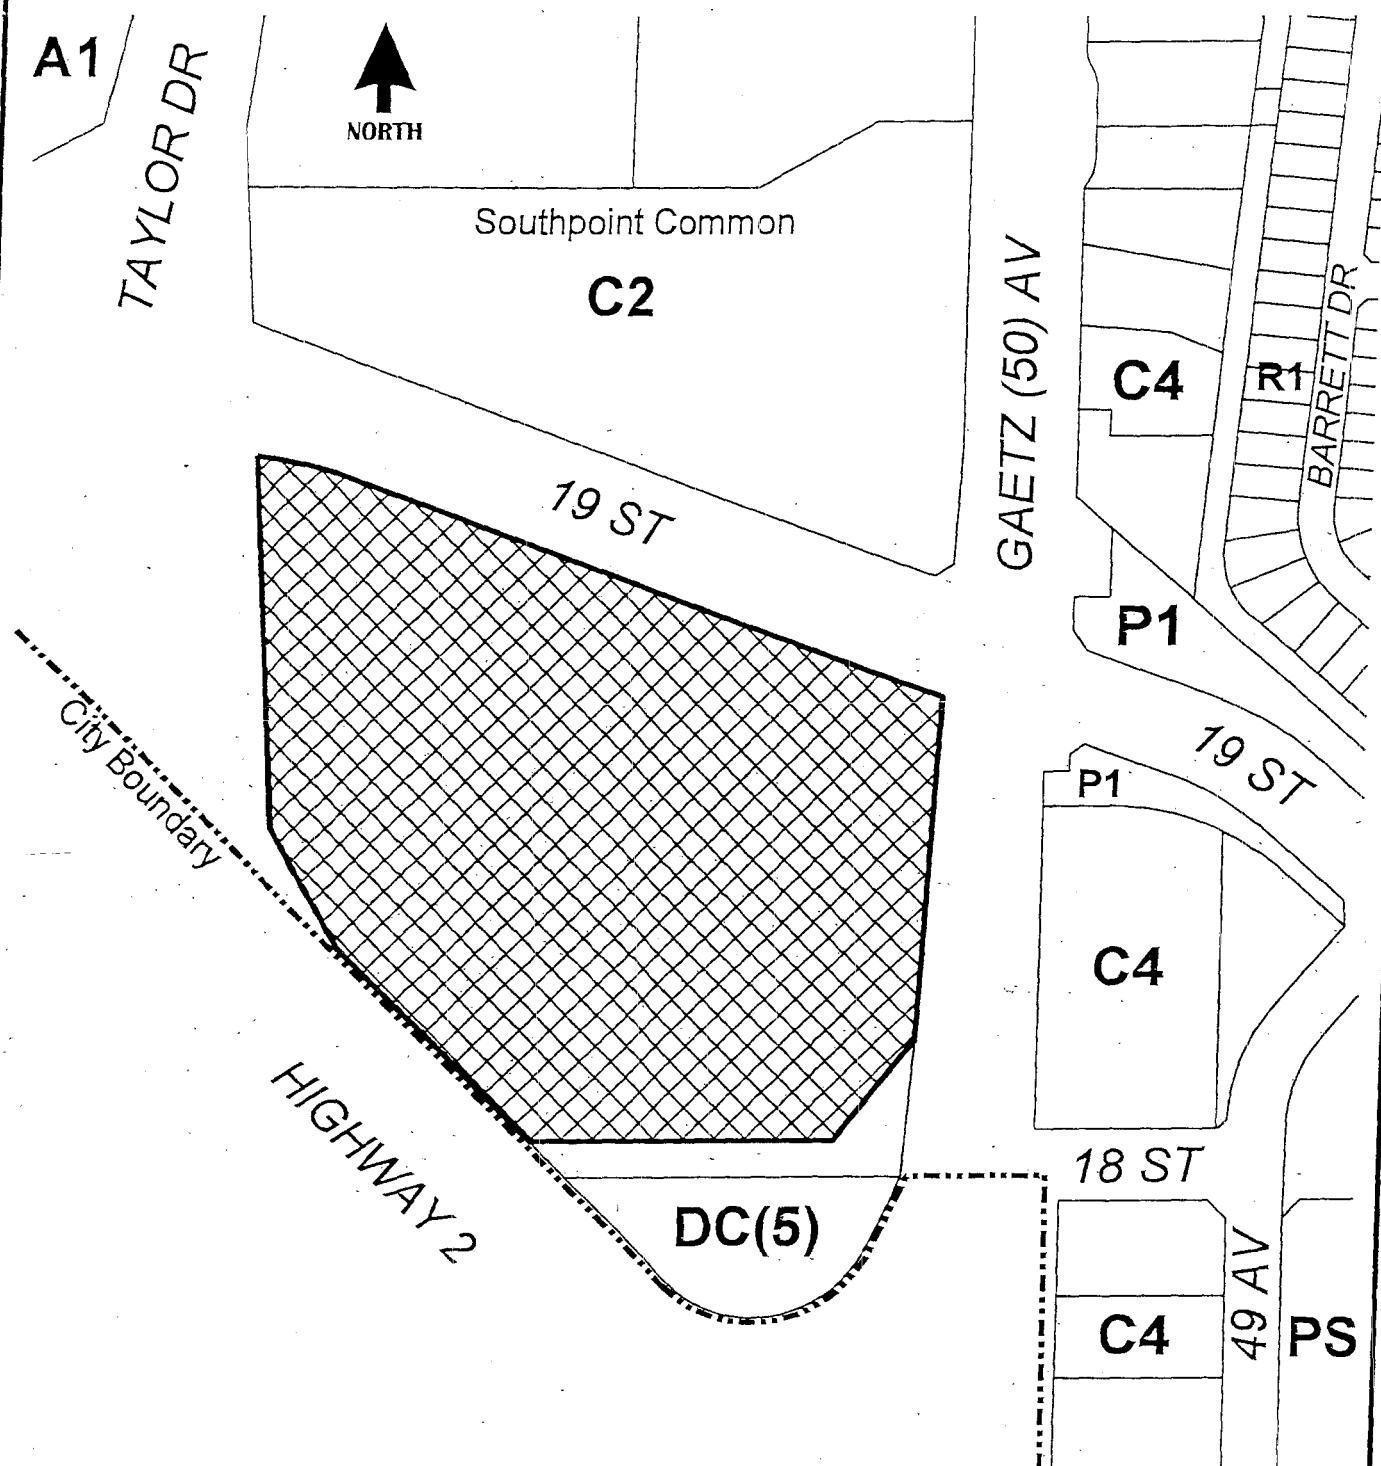 A1
TAYLOR DR
NORTH
Southpoint Common
C2
GAETZ (50) AV
C4
R1
BARRETT DR
19 ST
P1
19 ST
P1
City Boundary
C4
HIGHWAY 2
18 ST
DC(5)
49 AV
C4
PS